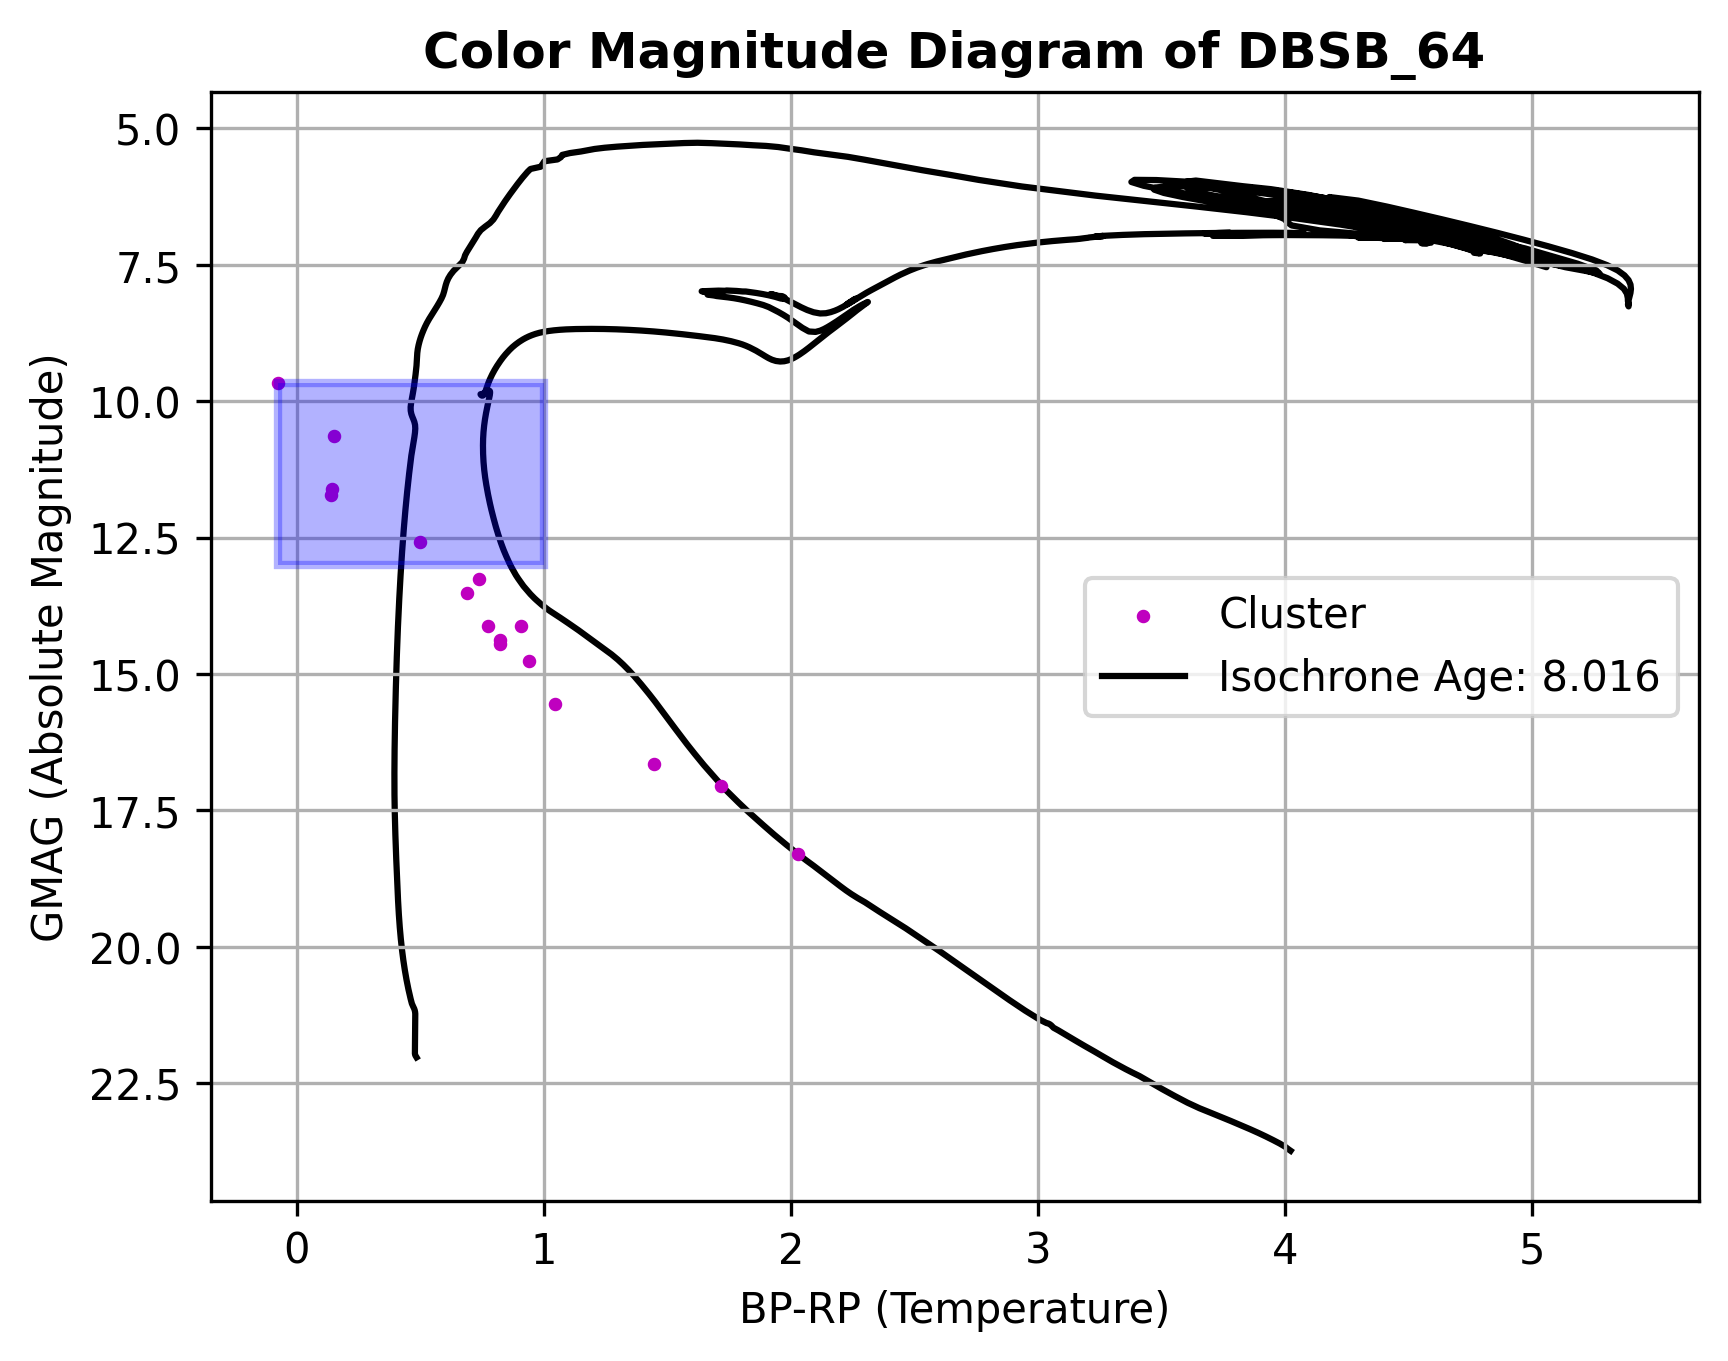 Color Magnitude Diagram of DBSB_64
GMAG (Absolute Magnitude)
5.0
7.5
10.0
12.5
15.0
17.5
20.0
22.5
Cluster
Isochrone Age: 8.016
0 1 2 3 4 5
BP-RP (Temperature)